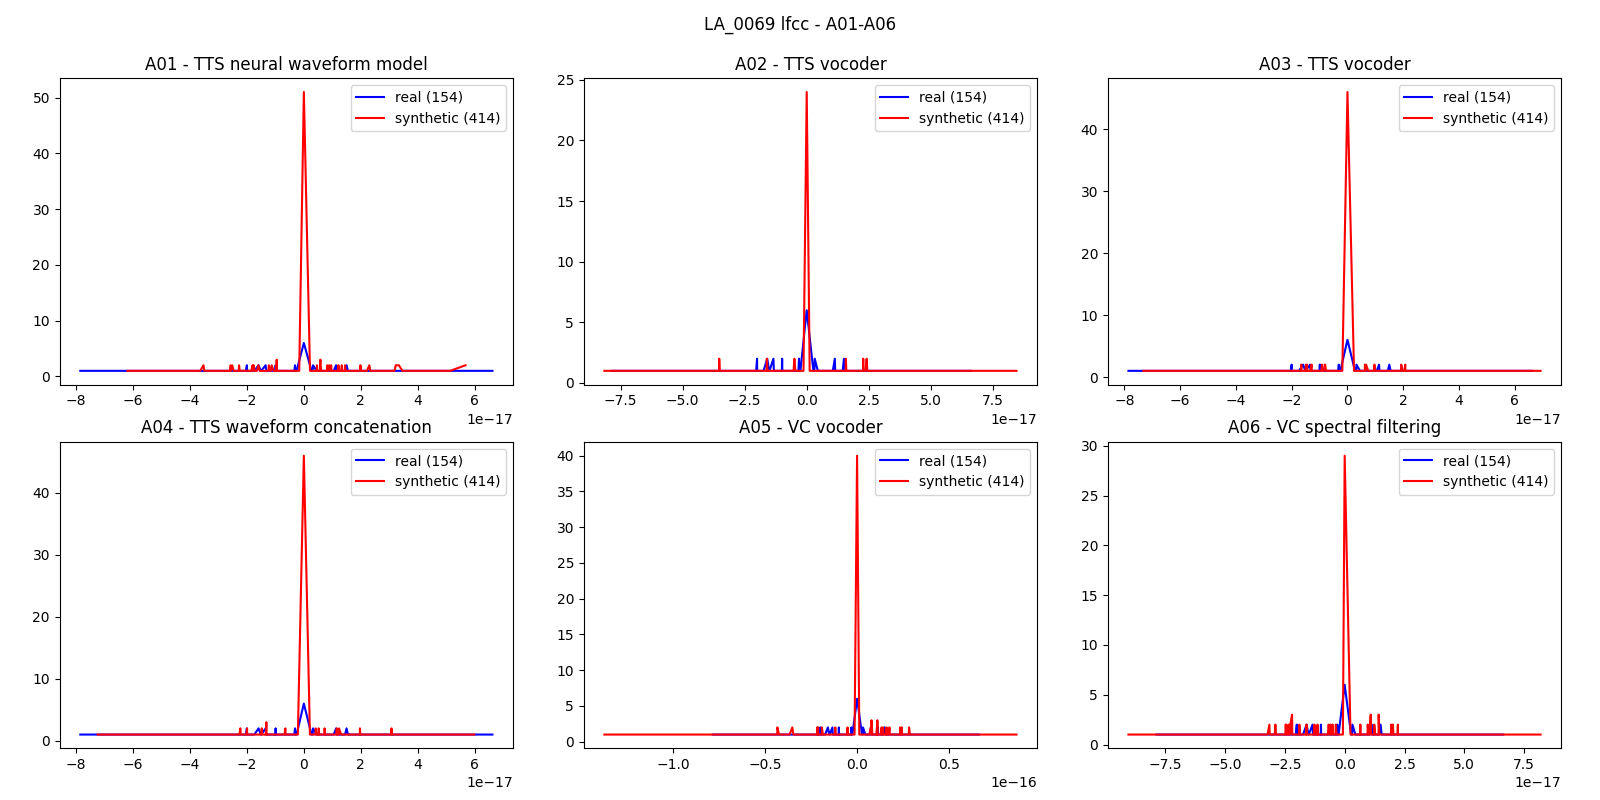 LA_0069 lfcc - A01-A06
A01 - TTS neural waveform model
50
40
30
20
10
0
real (154)
synthetic (414)
−8 −6 −4 −2 0 2 4 6
1e−17
A02 - TTS vocoder
25
20
15
10
5
0
real (154)
synthetic (414)
−7.5 −5.0 −2.5 0.0 2.5 5.0 7.5
1e−17
A03 - TTS vocoder
40
30
20
10
0
real (154)
synthetic (414)
−8 −6 −4 −2 0 2 4 6
1e−17
A04 - TTS waveform concatenation
40
30
20
10
0
real (154)
synthetic (414)
−8 −6 −4 −2 0 2 4 6
1e−17
A05 - VC vocoder
40
35
30
25
20
15
10
5
0
real (154)
synthetic (414)
−1.0 −0.5 0.0 0.5
1e−16
A06 - VC spectral filtering
30
25
20
15
10
5
0
real (154)
synthetic (414)
−7.5 −5.0 −2.5 0.0 2.5 5.0 7.5
1e−17